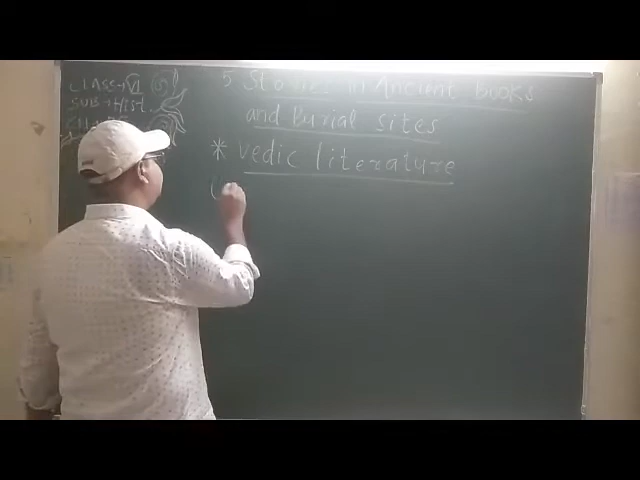 CLASS-VI
SUB-HIST
5 Stories in Ancient books
and Burial sites
* Vedic literature
(